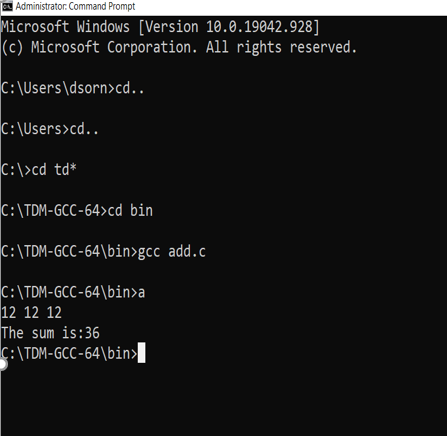 Administrator: Command Prompt
Microsoft Windows [Version 10.0.19042.928]
(c) Microsoft Corporation. All rights reserved.
C:\Users\dsorn>cd..
C:\Users>cd..
C:\>cd td*
C:\TDM-GCC-64>cd bin
C:\TDM-GCC-64\bin>gcc add.c
C:\TDM-GCC-64\bin>a
12 12 12
The sum is:36
C:\TDM-GCC-64\bin>